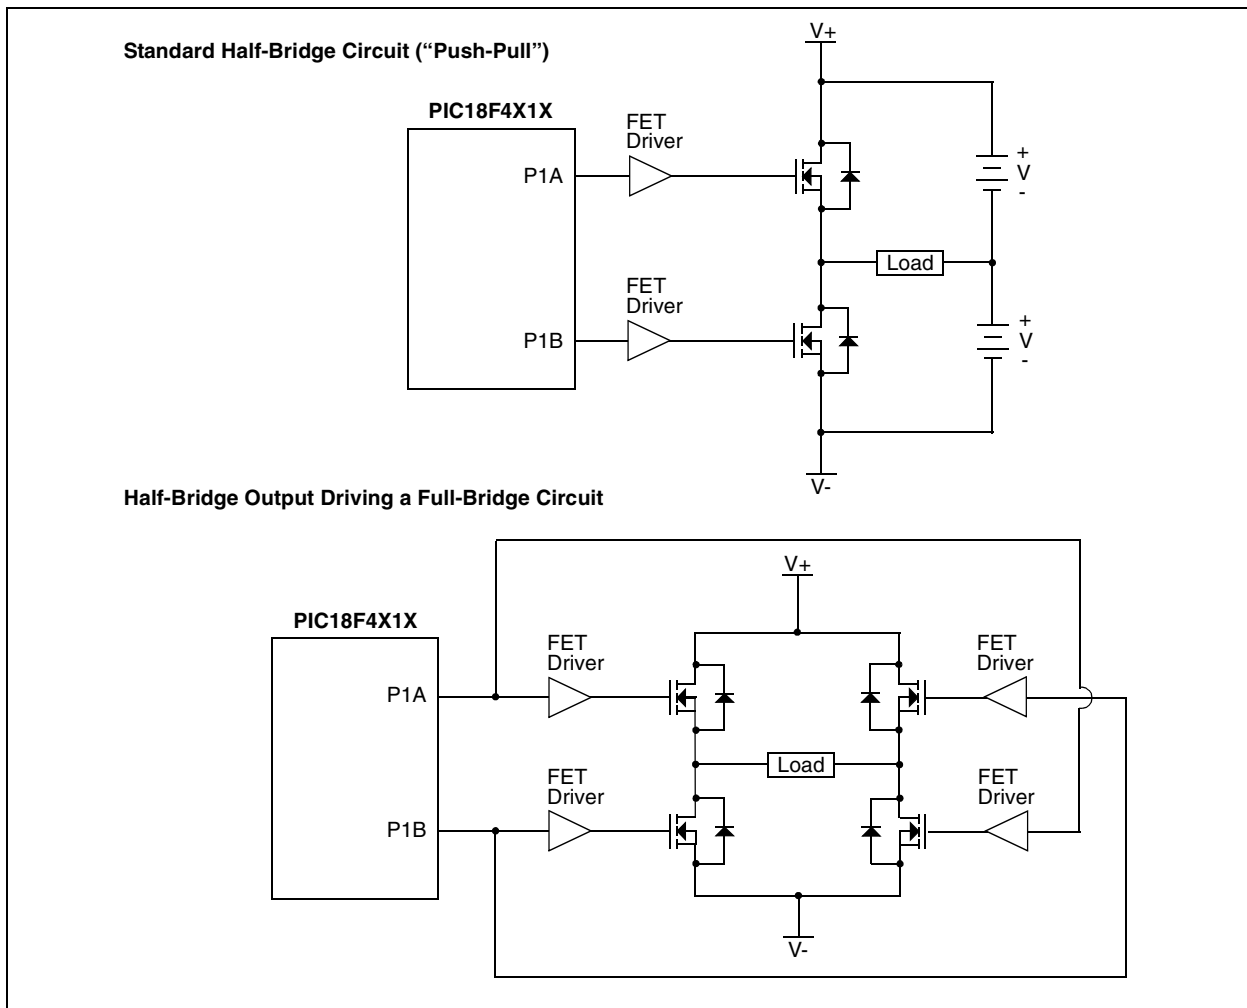 Standard Half-Bridge Circuit (“Push-Pull”)
V+
PIC18F4X1X
FET
Driver
P1A
+
V
-
Load
FET
Driver
P1B
+
V
-
V-
Half-Bridge Output Driving a Full-Bridge Circuit
V+
PIC18F4X1X
FET
Driver
FET
Driver
P1A
Load
FET
Driver
FET
Driver
P1B
V-